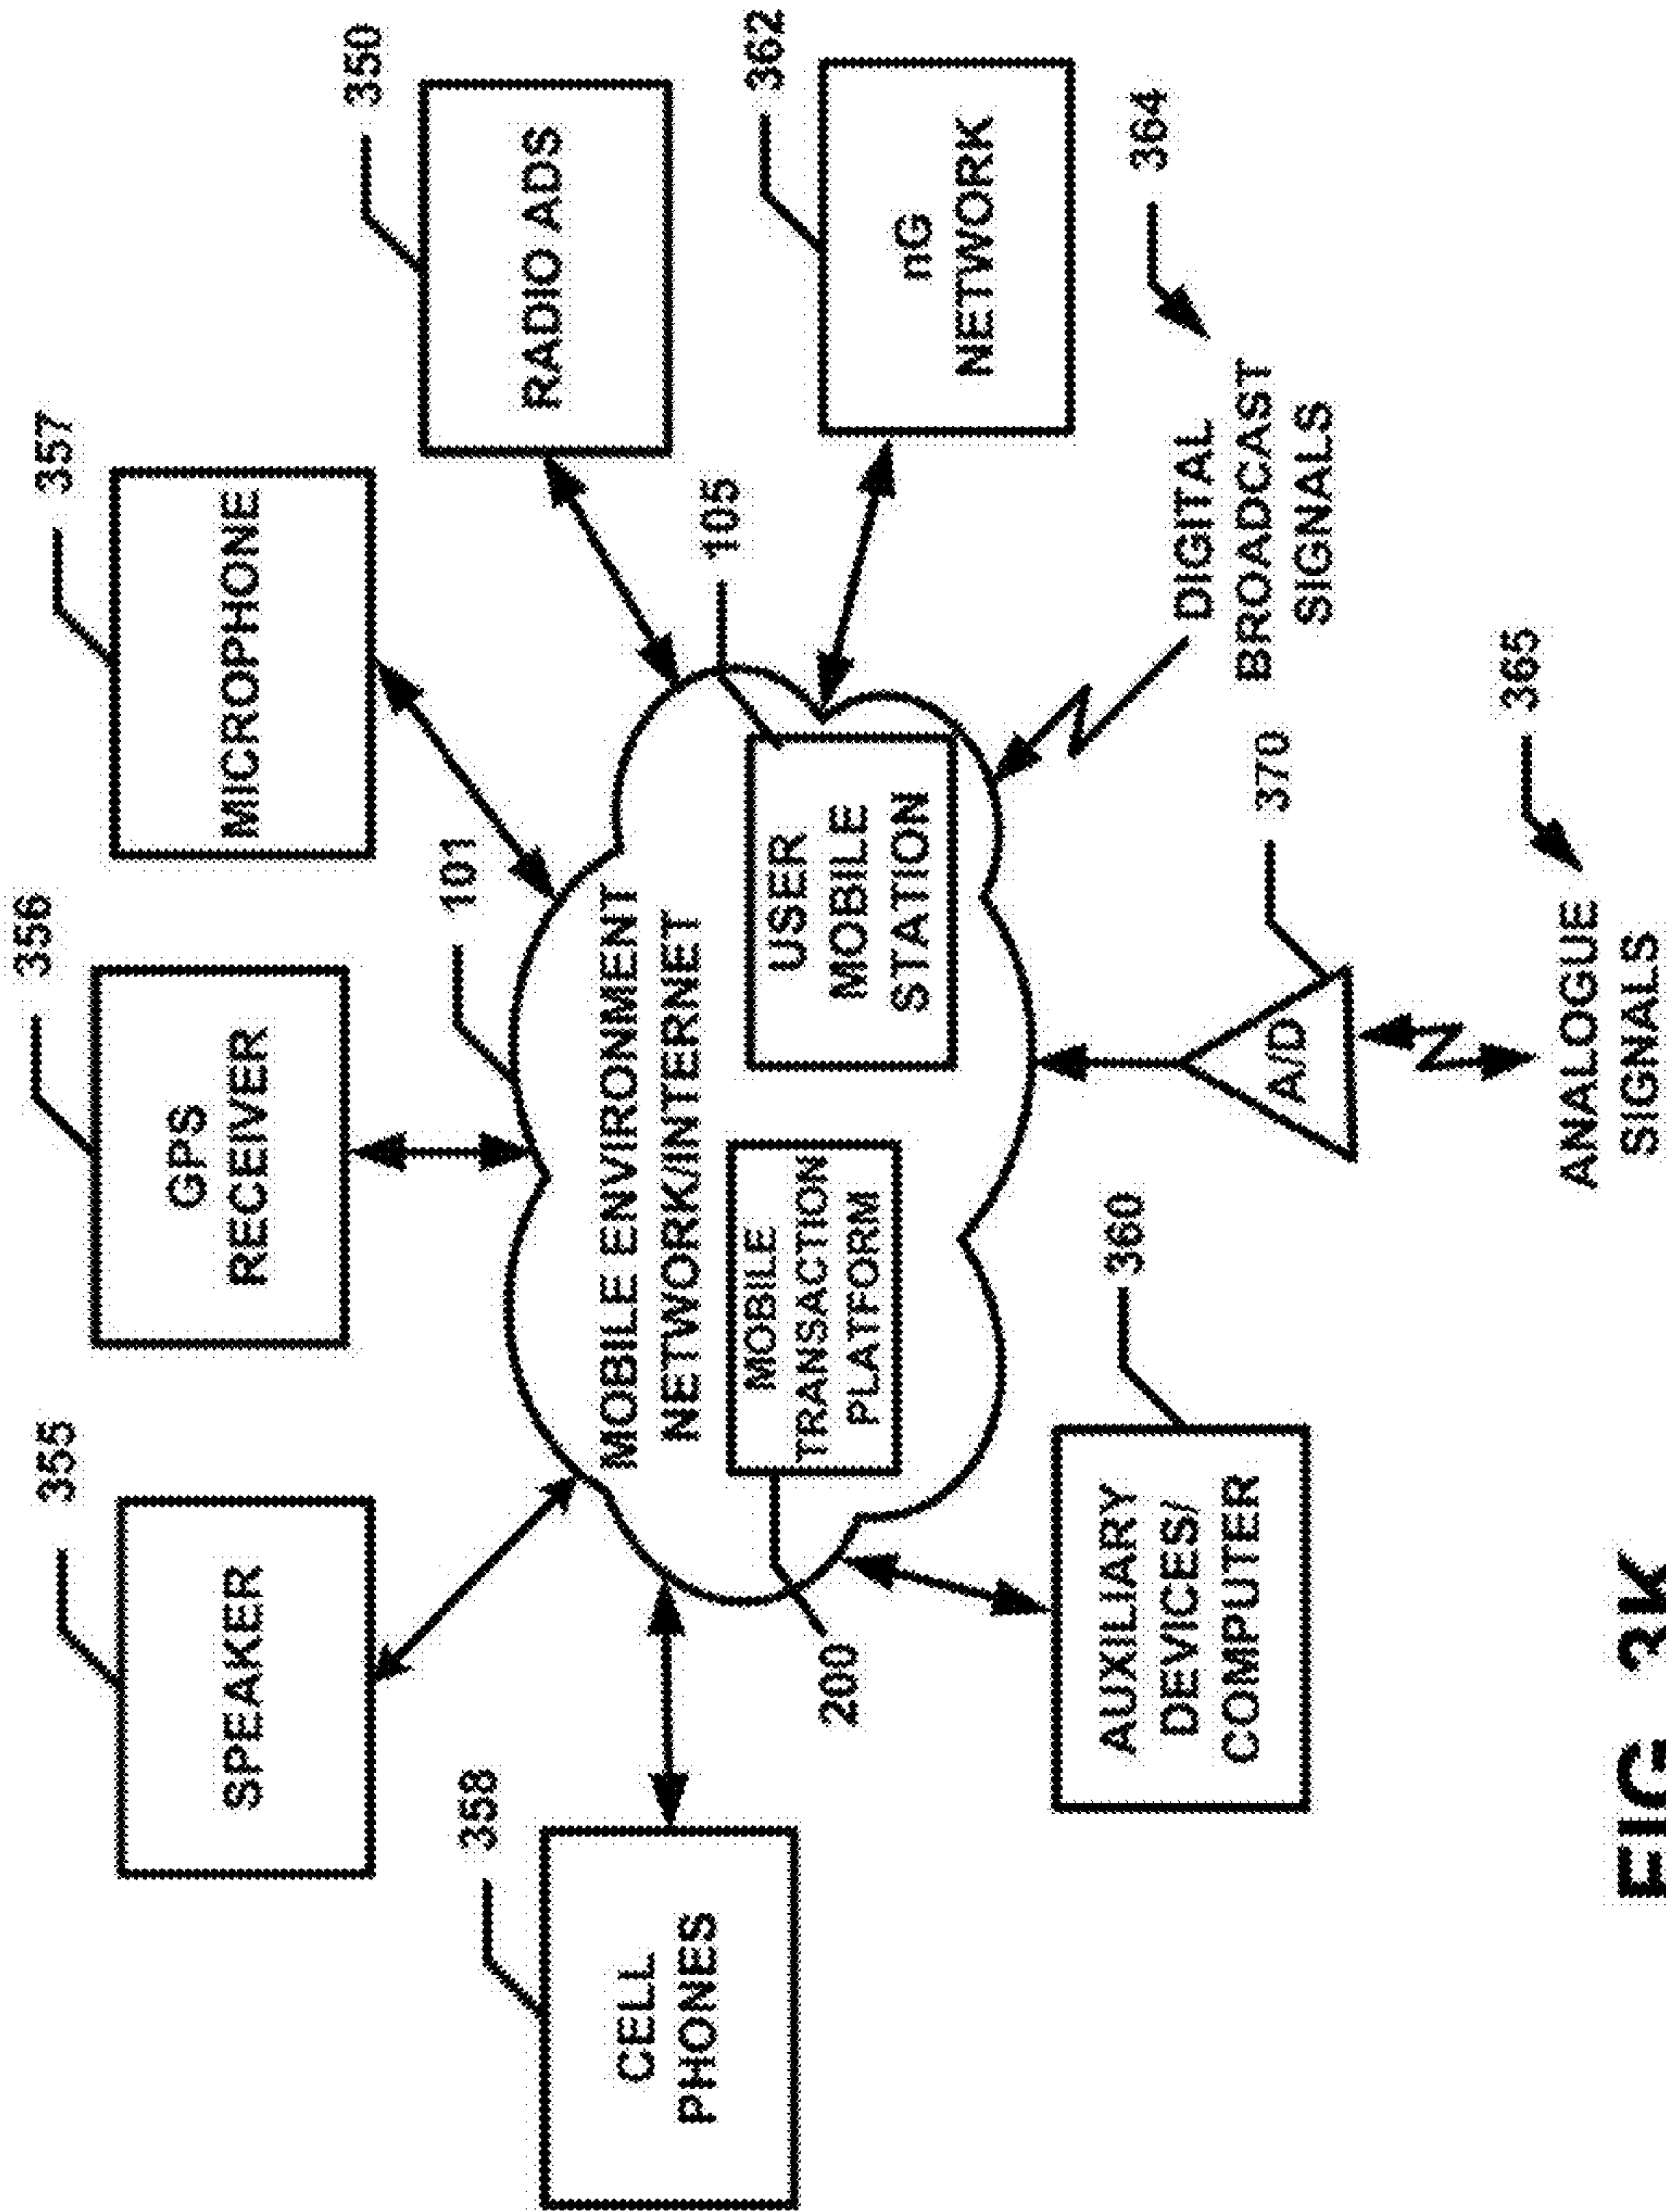 355
SPEAKER
356
GPS
RECEIVER
357
MICROPHONE
350
RADIO ADS
358
CELL
PHONES
101
MOBILE ENVIRONMENT
NETWORK/INTERNET
105
USER
MOBILE
STATION
MOBILE
TRANSACTION
PLATFORM
200
362
nG
NETWORK
360
AUXILIARY
DEVICES/
COMPUTER
370
A/D
364
DIGITAL
BROADCAST
SIGNALS
365
ANALOGUE
SIGNALS
FIG. 3K